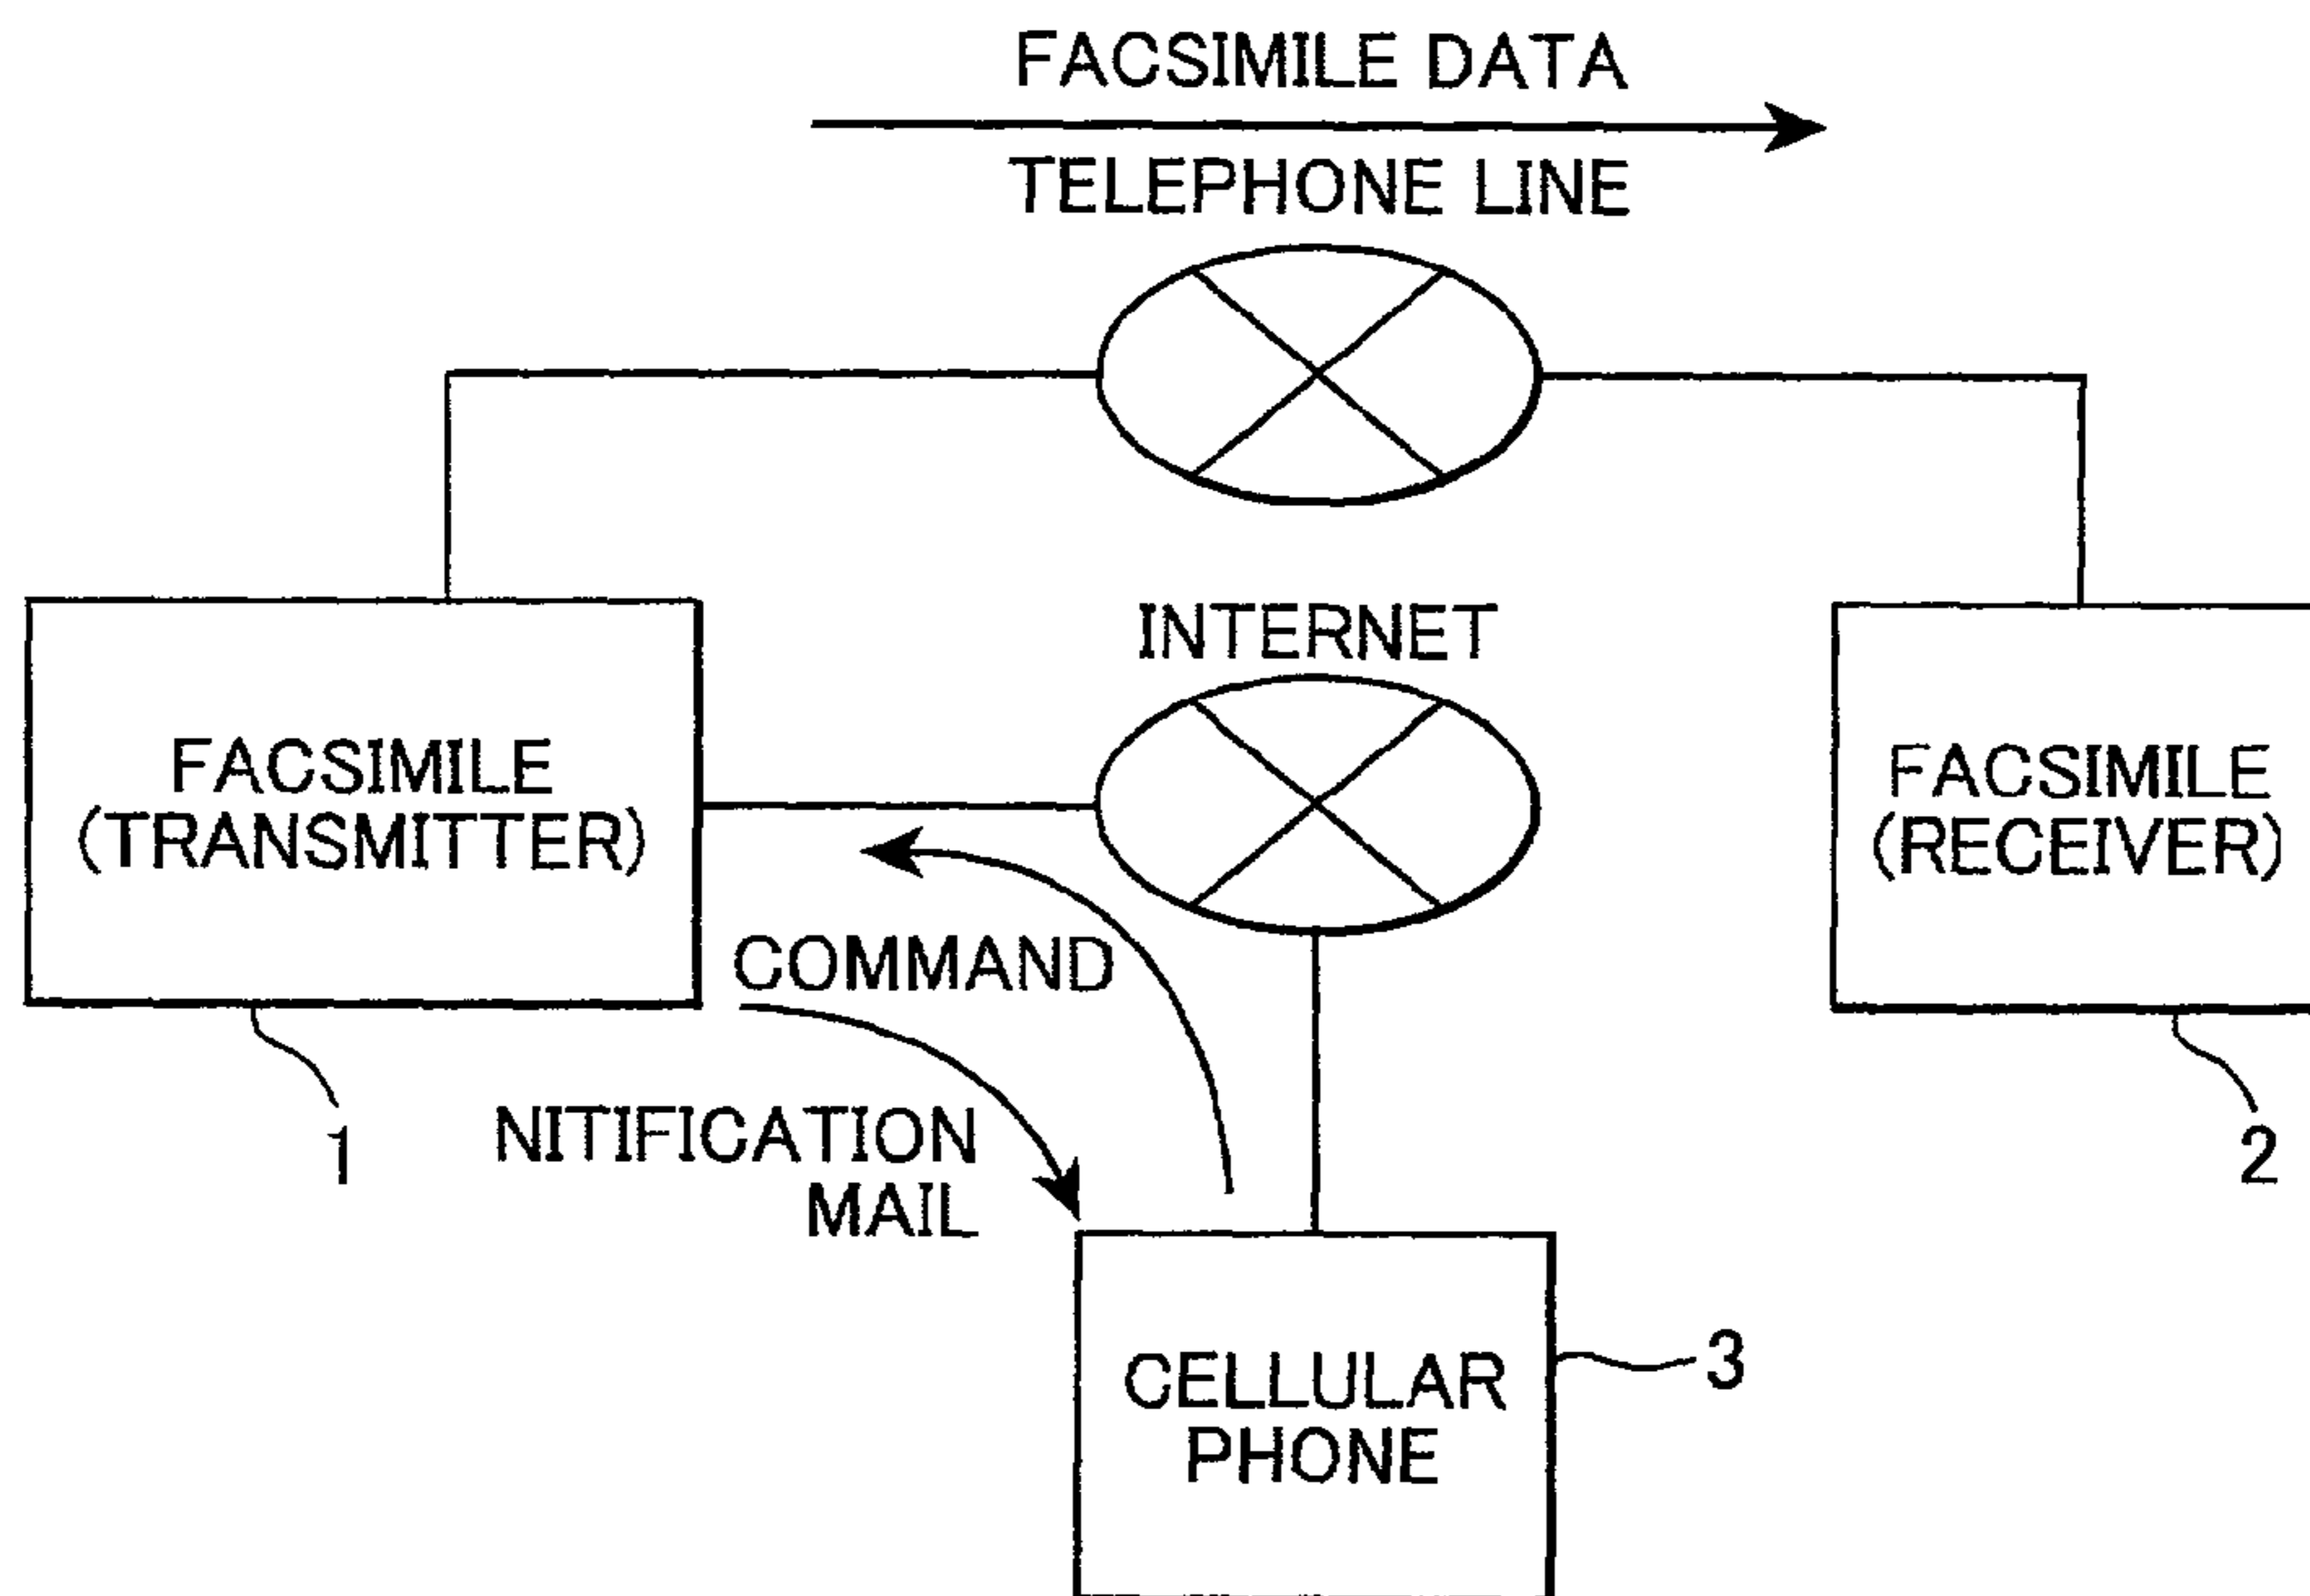 FACSIMILE DATA
TELEPHONE LINE
INTERNET
FACSIMILE
(TRANSMITTER)
FACSIMILE
(RECEIVER)
COMMAND
NITIFICATION
MAIL
1
2
CELLULAR
PHONE
3